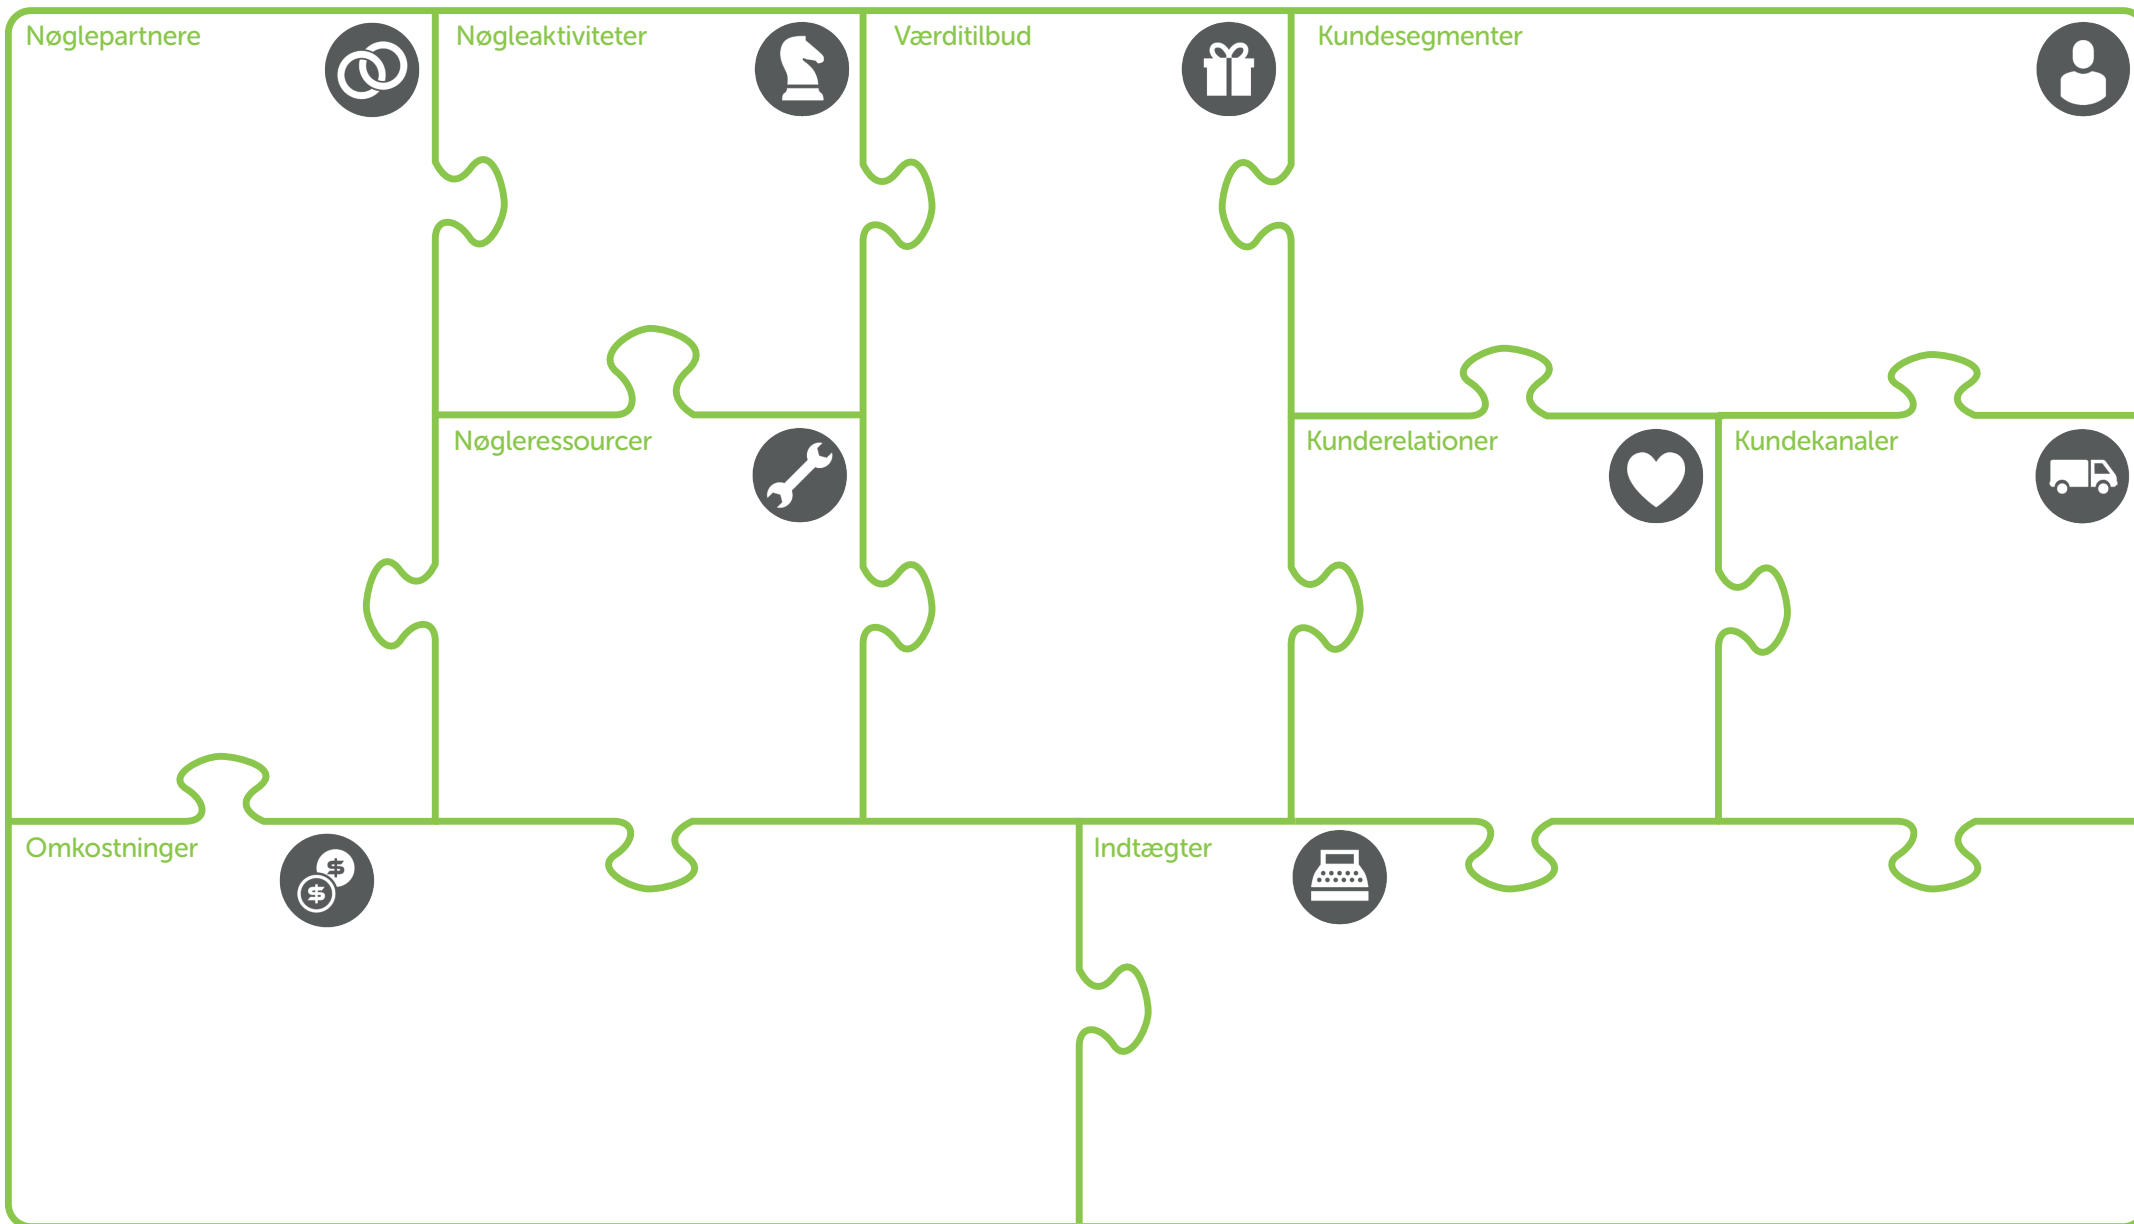 Nøglepartnere
Nøgleaktiviteter
Værditilbud
Kundesegmenter
Nøgleressourcer
Kunderelationer
Kundekanaler
Omkostninger
$
$
Indtægter